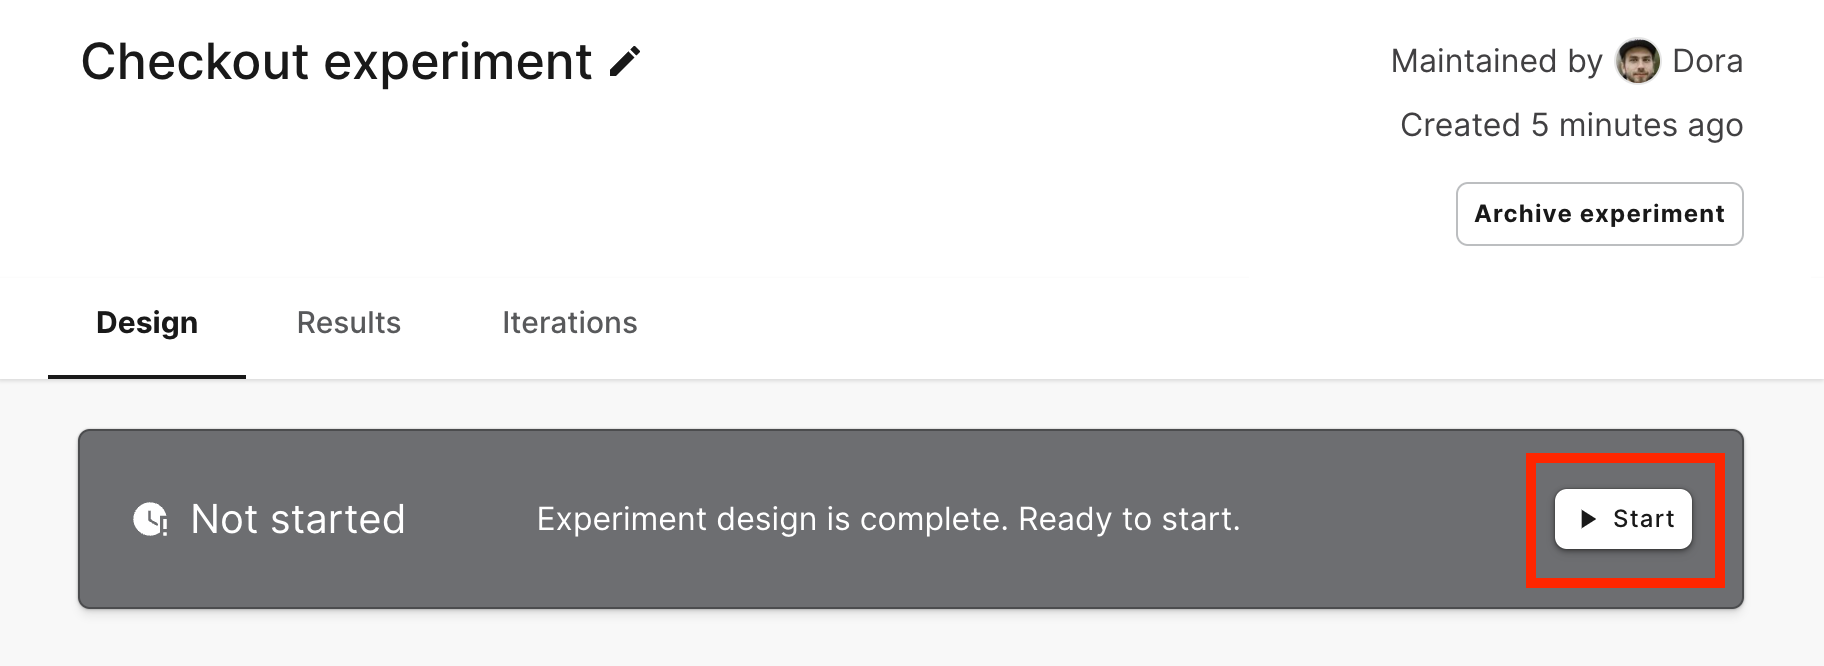 Checkout experiment
Maintained by Dora
Created 5 minutes ago
Archive experiment
Design Results Iterations
Not started Experiment design is complete. Ready to start. Start